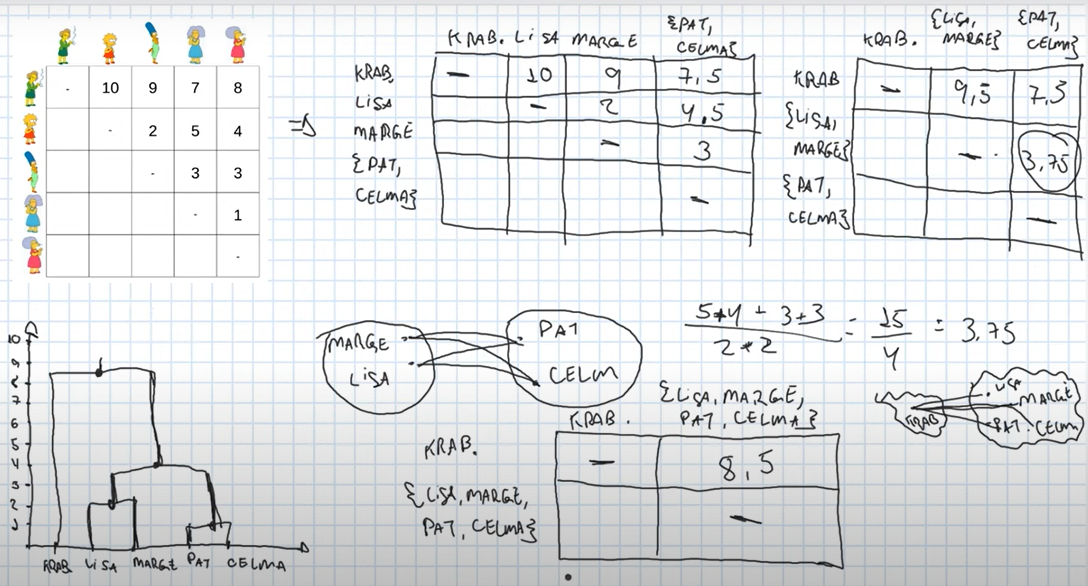 - 10 9 7 8
- 2 5 4
- 3 3
- 1
-
=>
KRAB. LiSA MARGE {PAT, CELMA}
KRAB, - 10 9 7,5
LiSA - 2 4,5
MARGE - 3
{PAT, CELMA} -
KRAB. {LiSA, MARGE} {PAT, CELMA}
KRAB - 9,5 7,5
{LiSA, MARGE} - 3,75
{PAT, CELMA} -
10
9
8
7
6
5
4
3
2
1
KRAB LiSA MARGE PAT CELMA
MARGE
LiSA
PAT
CELM
5+4 + 3+3
2*2
= 15
4
= 3,75
KRAB
LISA
MARGE
PAT CELMA
KRAB. {LiSA, MARGE, PAT, CELMA}
KRAB. - 8,5
{LISA, MARGE, PAT, CELMA} -